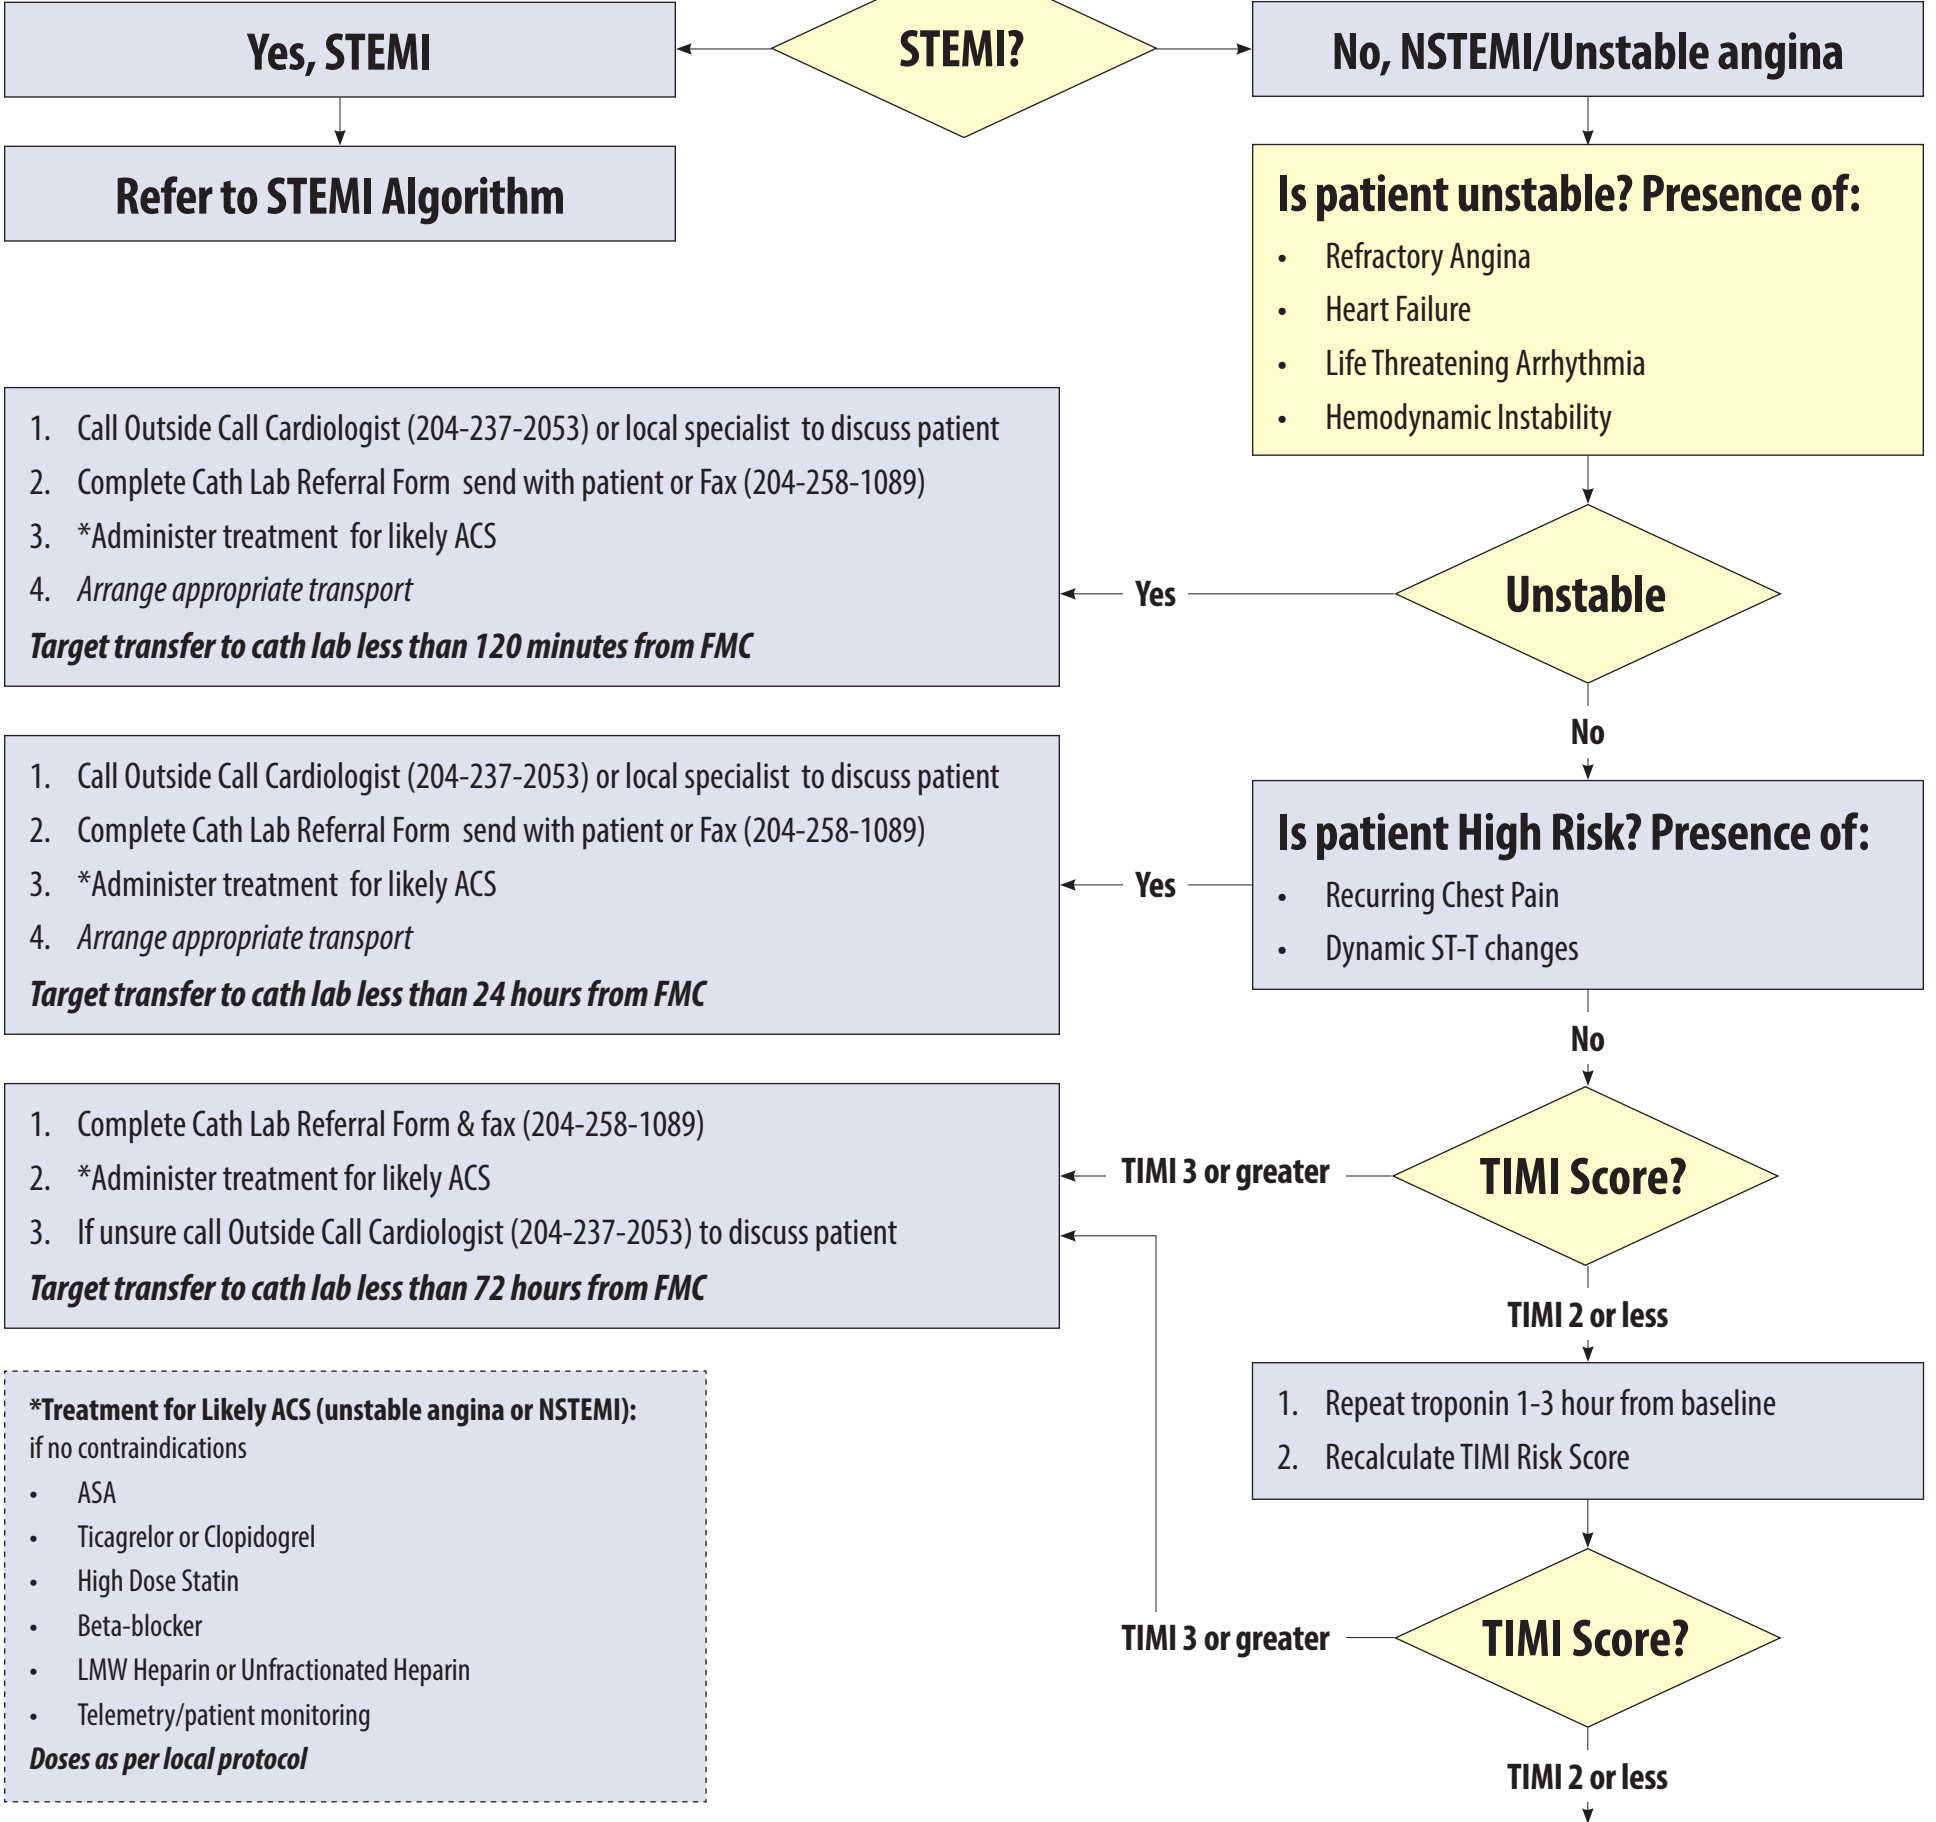 STEMI?
Yes, STEMI
No, NSTEMI/Unstable angina
Refer to STEMI Algorithm
Is patient unstable? Presence of:
• Refractory Angina
• Heart Failure
• Life Threatening Arrhythmia
• Hemodynamic Instability
Unstable
Yes
1. Call Outside Call Cardiologist (204-237-2053) or local specialist to discuss patient
2. Complete Cath Lab Referral Form send with patient or Fax (204-258-1089)
3. *Administer treatment for likely ACS
4. Arrange appropriate transport
Target transfer to cath lab less than 120 minutes from FMC
No
Is patient High Risk? Presence of:
• Recurring Chest Pain
• Dynamic ST-T changes
Yes
1. Call Outside Call Cardiologist (204-237-2053) or local specialist to discuss patient
2. Complete Cath Lab Referral Form send with patient or Fax (204-258-1089)
3. *Administer treatment for likely ACS
4. Arrange appropriate transport
Target transfer to cath lab less than 24 hours from FMC
No
TIMI Score?
TIMI 3 or greater
1. Complete Cath Lab Referral Form & fax (204-258-1089)
2. *Administer treatment for likely ACS
3. If unsure call Outside Call Cardiologist (204-237-2053) to discuss patient
Target transfer to cath lab less than 72 hours from FMC
TIMI 2 or less
1. Repeat troponin 1-3 hour from baseline
2. Recalculate TIMI Risk Score
TIMI Score?
TIMI 3 or greater
TIMI 2 or less
*Treatment for Likely ACS (unstable angina or NSTEMI):
if no contraindications
• ASA
• Ticagrelor or Clopidogrel
• High Dose Statin
• Beta-blocker
• LMW Heparin or Unfractionated Heparin
• Telemetry/patient monitoring
Doses as per local protocol